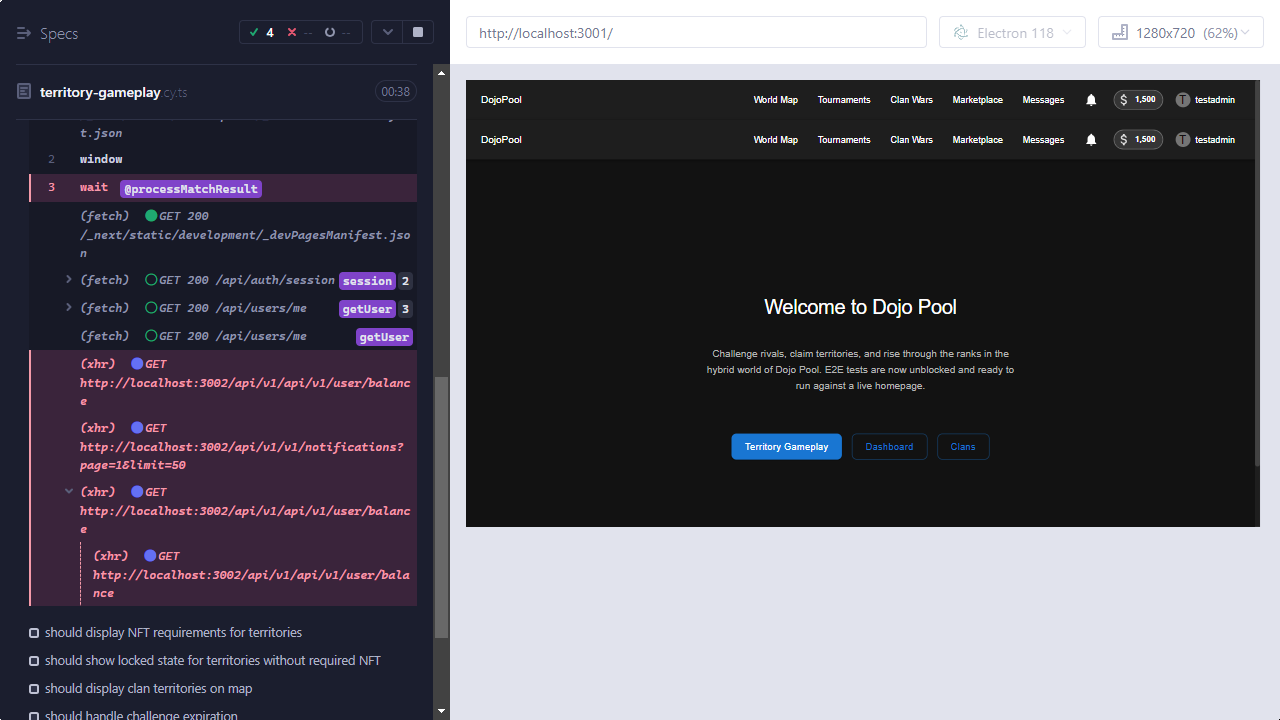 Specs
4
--
--
http://localhost:3001/
Electron 118
1280x720 (62%)
territory-gameplay.cy.ts
00:38
t.json
2 window
3 wait @processMatchResult
(fetch) GET 200
/_next/static/development/_devPagesManifest.jso
n
(fetch) GET 200 /api/auth/session session 2
(fetch) GET 200 /api/users/me getUser 3
(fetch) GET 200 /api/users/me getUser
(xhr) GET
http://localhost:3002/api/v1/api/v1/user/balanc
e
(xhr) GET
http://localhost:3002/api/v1/v1/notifications?
page=1&limit=50
(xhr) GET
http://localhost:3002/api/v1/api/v1/user/balanc
e
(xhr) GET
http://localhost:3002/api/v1/api/v1/user/bala
nce
should display NFT requirements for territories
should show locked state for territories without required NFT
should display clan territories on map
should handle challenge expiration
DojoPool World Map Tournaments Clan Wars Marketplace Messages $ 1,500 T testadmin
DojoPool World Map Tournaments Clan Wars Marketplace Messages $ 1,500 T testadmin
Welcome to Dojo Pool
Challenge rivals, claim territories, and rise through the ranks in the
hybrid world of Dojo Pool. E2E tests are now unblocked and ready to
run against a live homepage.
Territory Gameplay Dashboard Clans